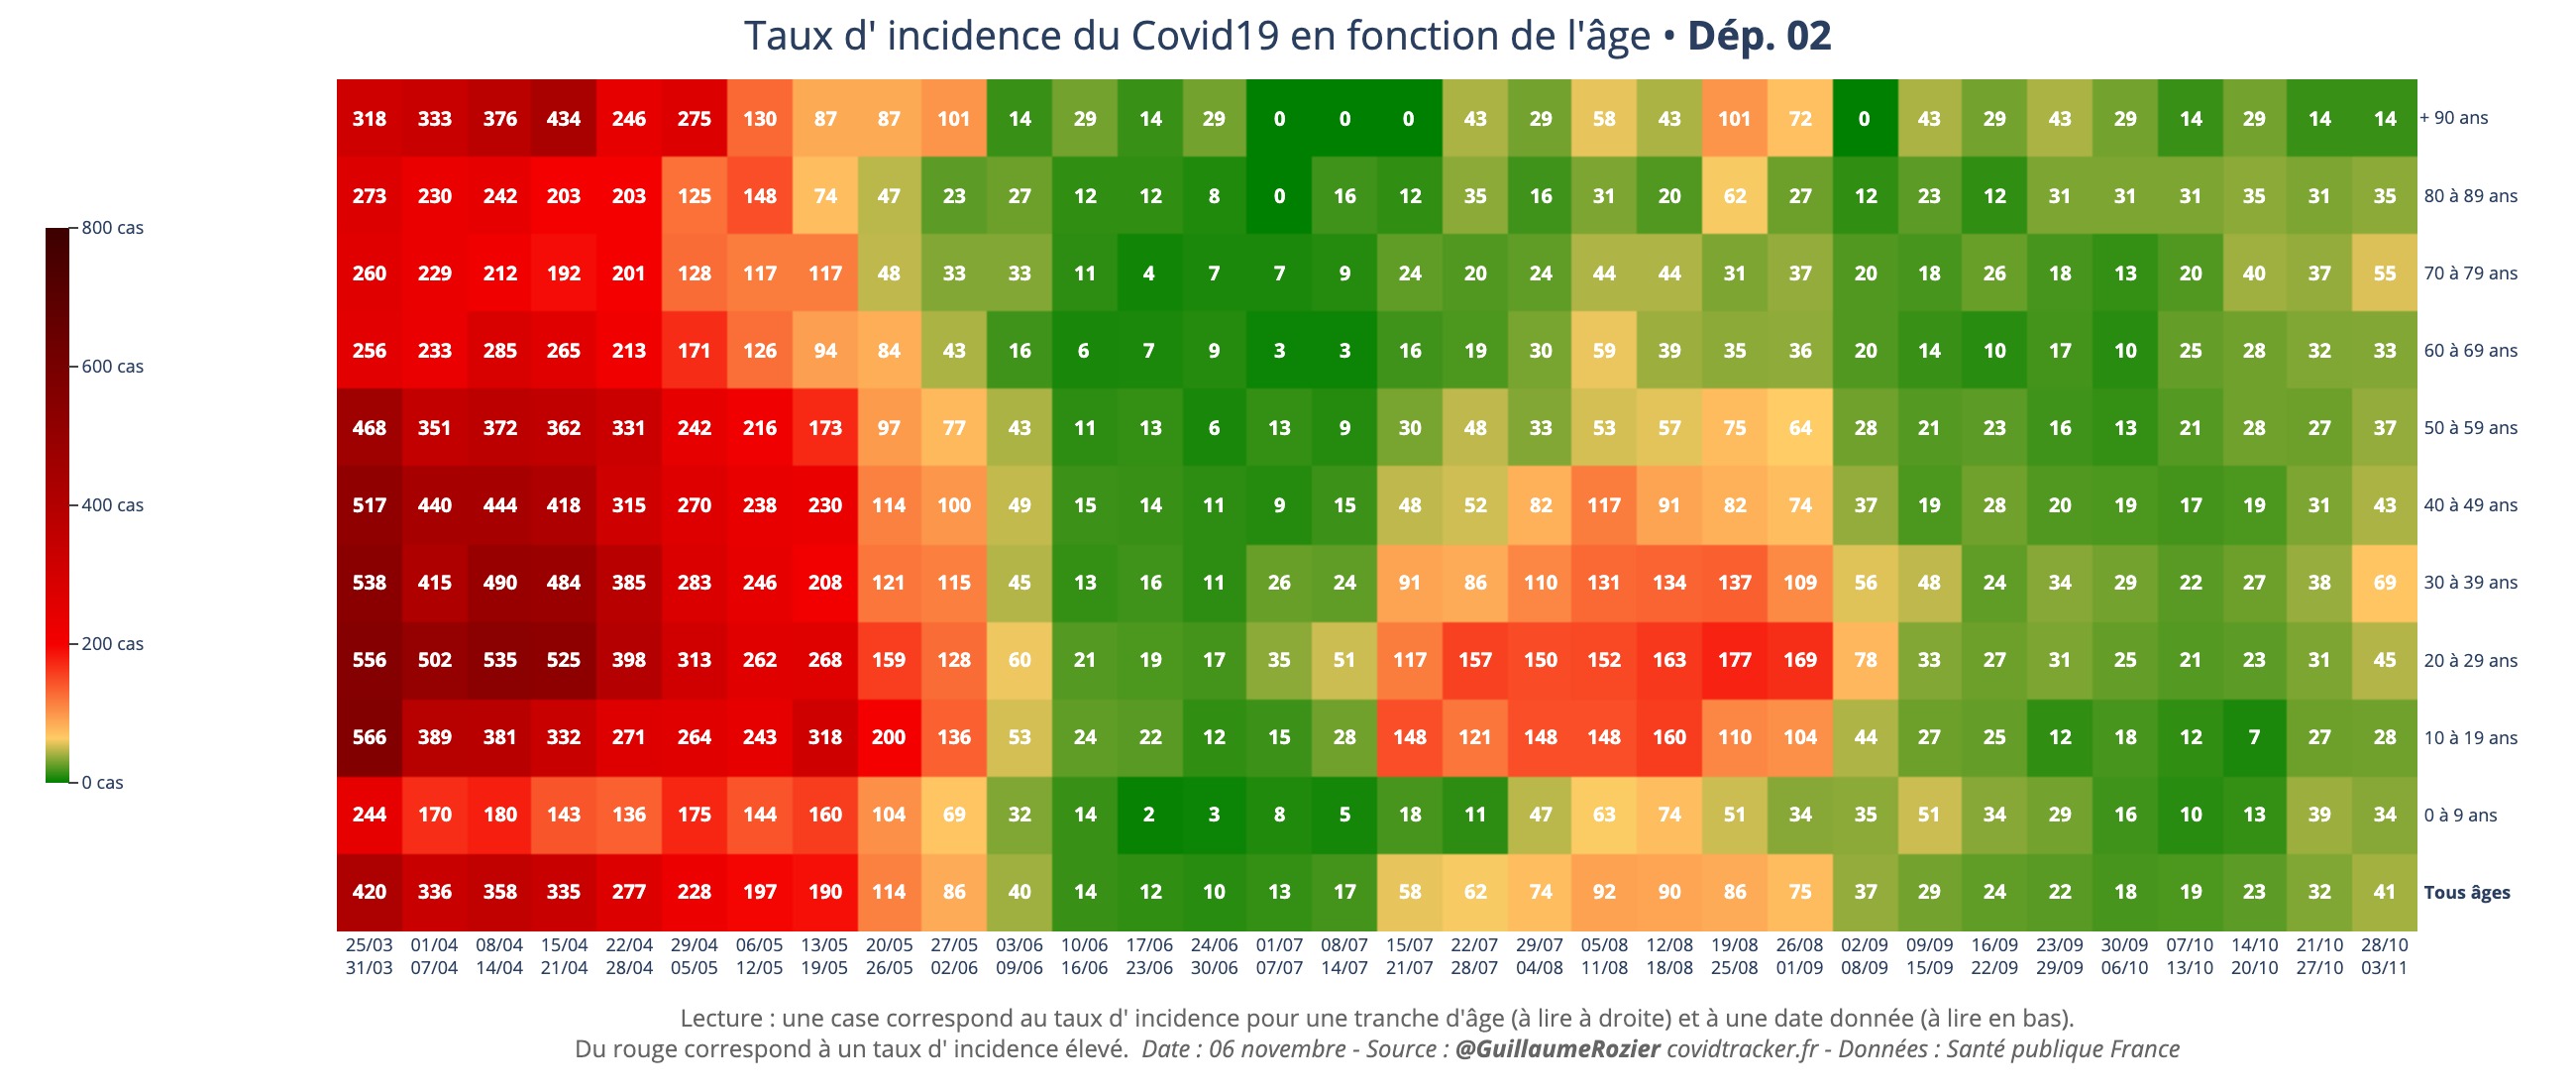 Taux d' incidence du Covid19 en fonction de l'âge • Dép. 02
800 cas
600 cas
400 cas
200 cas
0 cas
318 333 376 434 246 275 130 87 87 101 14 29 14 29 0 0 0 43 29 58 43 101 72 0 43 29 43 29 14 29 14 14 + 90 ans
273 230 242 203 203 125 148 74 47 23 27 12 12 8 0 16 12 35 16 31 20 62 27 12 23 12 31 31 31 35 31 35 80 à 89 ans
260 229 212 192 201 128 117 117 48 33 33 11 4 7 7 9 24 20 24 44 44 31 37 20 18 26 18 13 20 40 37 55 70 à 79 ans
256 233 285 265 213 171 126 94 84 43 16 6 7 9 3 3 16 19 30 59 39 35 36 20 14 10 17 10 25 28 32 33 60 à 69 ans
468 351 372 362 331 242 216 173 97 77 43 11 13 6 13 9 30 48 33 53 57 75 64 28 21 23 16 13 21 28 27 37 50 à 59 ans
517 440 444 418 315 270 238 230 114 100 49 15 14 11 9 15 48 52 82 117 91 82 74 37 19 28 20 19 17 19 31 43 40 à 49 ans
538 415 490 484 385 283 246 208 121 115 45 13 16 11 26 24 91 86 110 131 134 137 109 56 48 24 34 29 22 27 38 69 30 à 39 ans
556 502 535 525 398 313 262 268 159 128 60 21 19 17 35 51 117 157 150 152 163 177 169 78 33 27 31 25 21 23 31 45 20 à 29 ans
566 389 381 332 271 264 243 318 200 136 53 24 22 12 15 28 148 121 148 148 160 110 104 44 27 25 12 18 12 7 27 28 10 à 19 ans
244 170 180 143 136 175 144 160 104 69 32 14 2 3 8 5 18 11 47 63 74 51 34 35 51 34 29 16 10 13 39 34 0 à 9 ans
420 336 358 335 277 228 197 190 114 86 40 14 12 10 13 17 58 62 74 92 90 86 75 37 29 24 22 18 19 23 32 41 Tous âges
25/03 01/04 08/04 15/04 22/04 29/04 06/05 13/05 20/05 27/05 03/06 10/06 17/06 24/06 01/07 08/07 15/07 22/07 29/07 05/08 12/08 19/08 26/08 02/09 09/09 16/09 23/09 30/09 07/10 14/10 21/10 28/10
31/03 07/04 14/04 21/04 28/04 05/05 12/05 19/05 26/05 02/06 09/06 16/06 23/06 30/06 07/07 14/07 21/07 28/07 04/08 11/08 18/08 25/08 01/09 08/09 15/09 22/09 29/09 06/10 13/10 20/10 27/10 03/11
Lecture : une case correspond au taux d' incidence pour une tranche d'âge (à lire à droite) et à une date donnée (à lire en bas).
Du rouge correspond à un taux d' incidence élevé. Date : 06 novembre - Source : @GuillaumeRozier covidtracker.fr - Données : Santé publique France